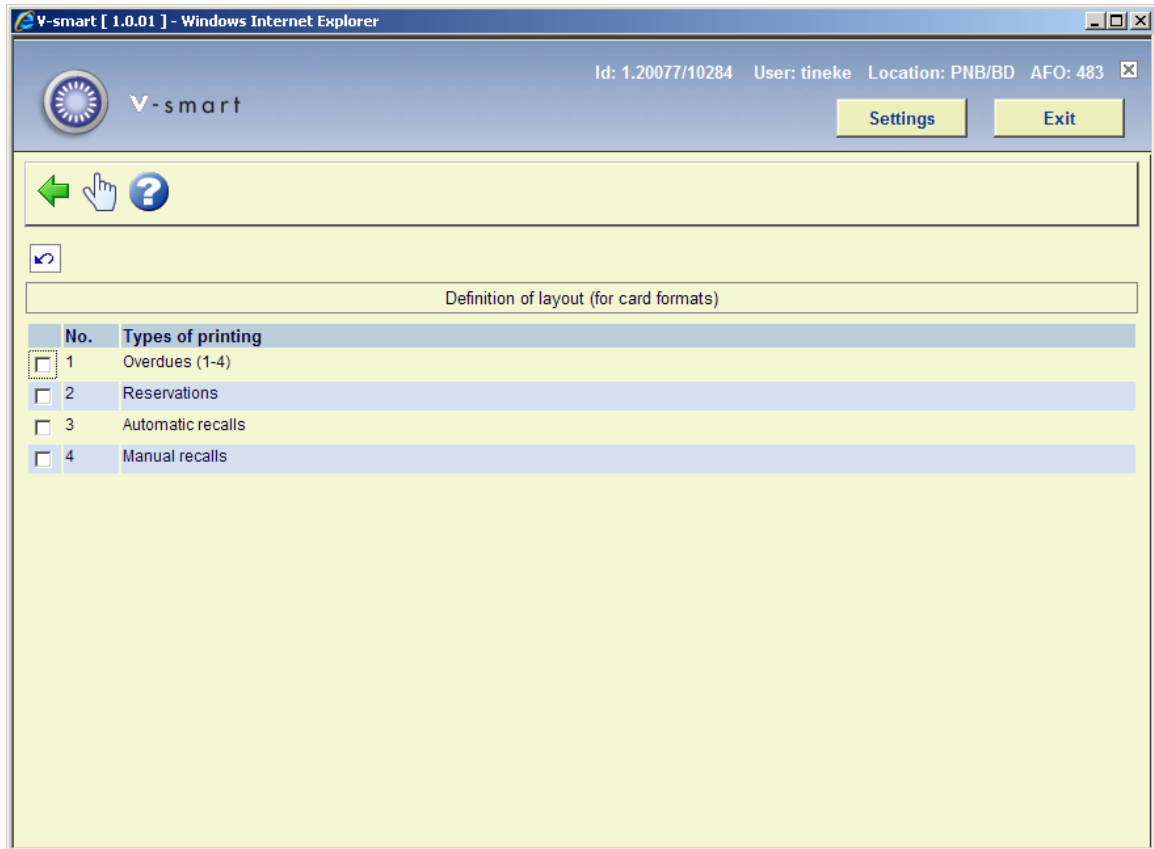 V-smart [ 1.0.01 ] - Windows Internet Explorer
Id: 1.20077/10284 User: tineke Location: PNB/BD AFO: 483
V-smart
Settings Exit
?
Definition of layout (for card formats)
No. Types of printing
1 Overdues (1-4)
2 Reservations
3 Automatic recalls
4 Manual recalls